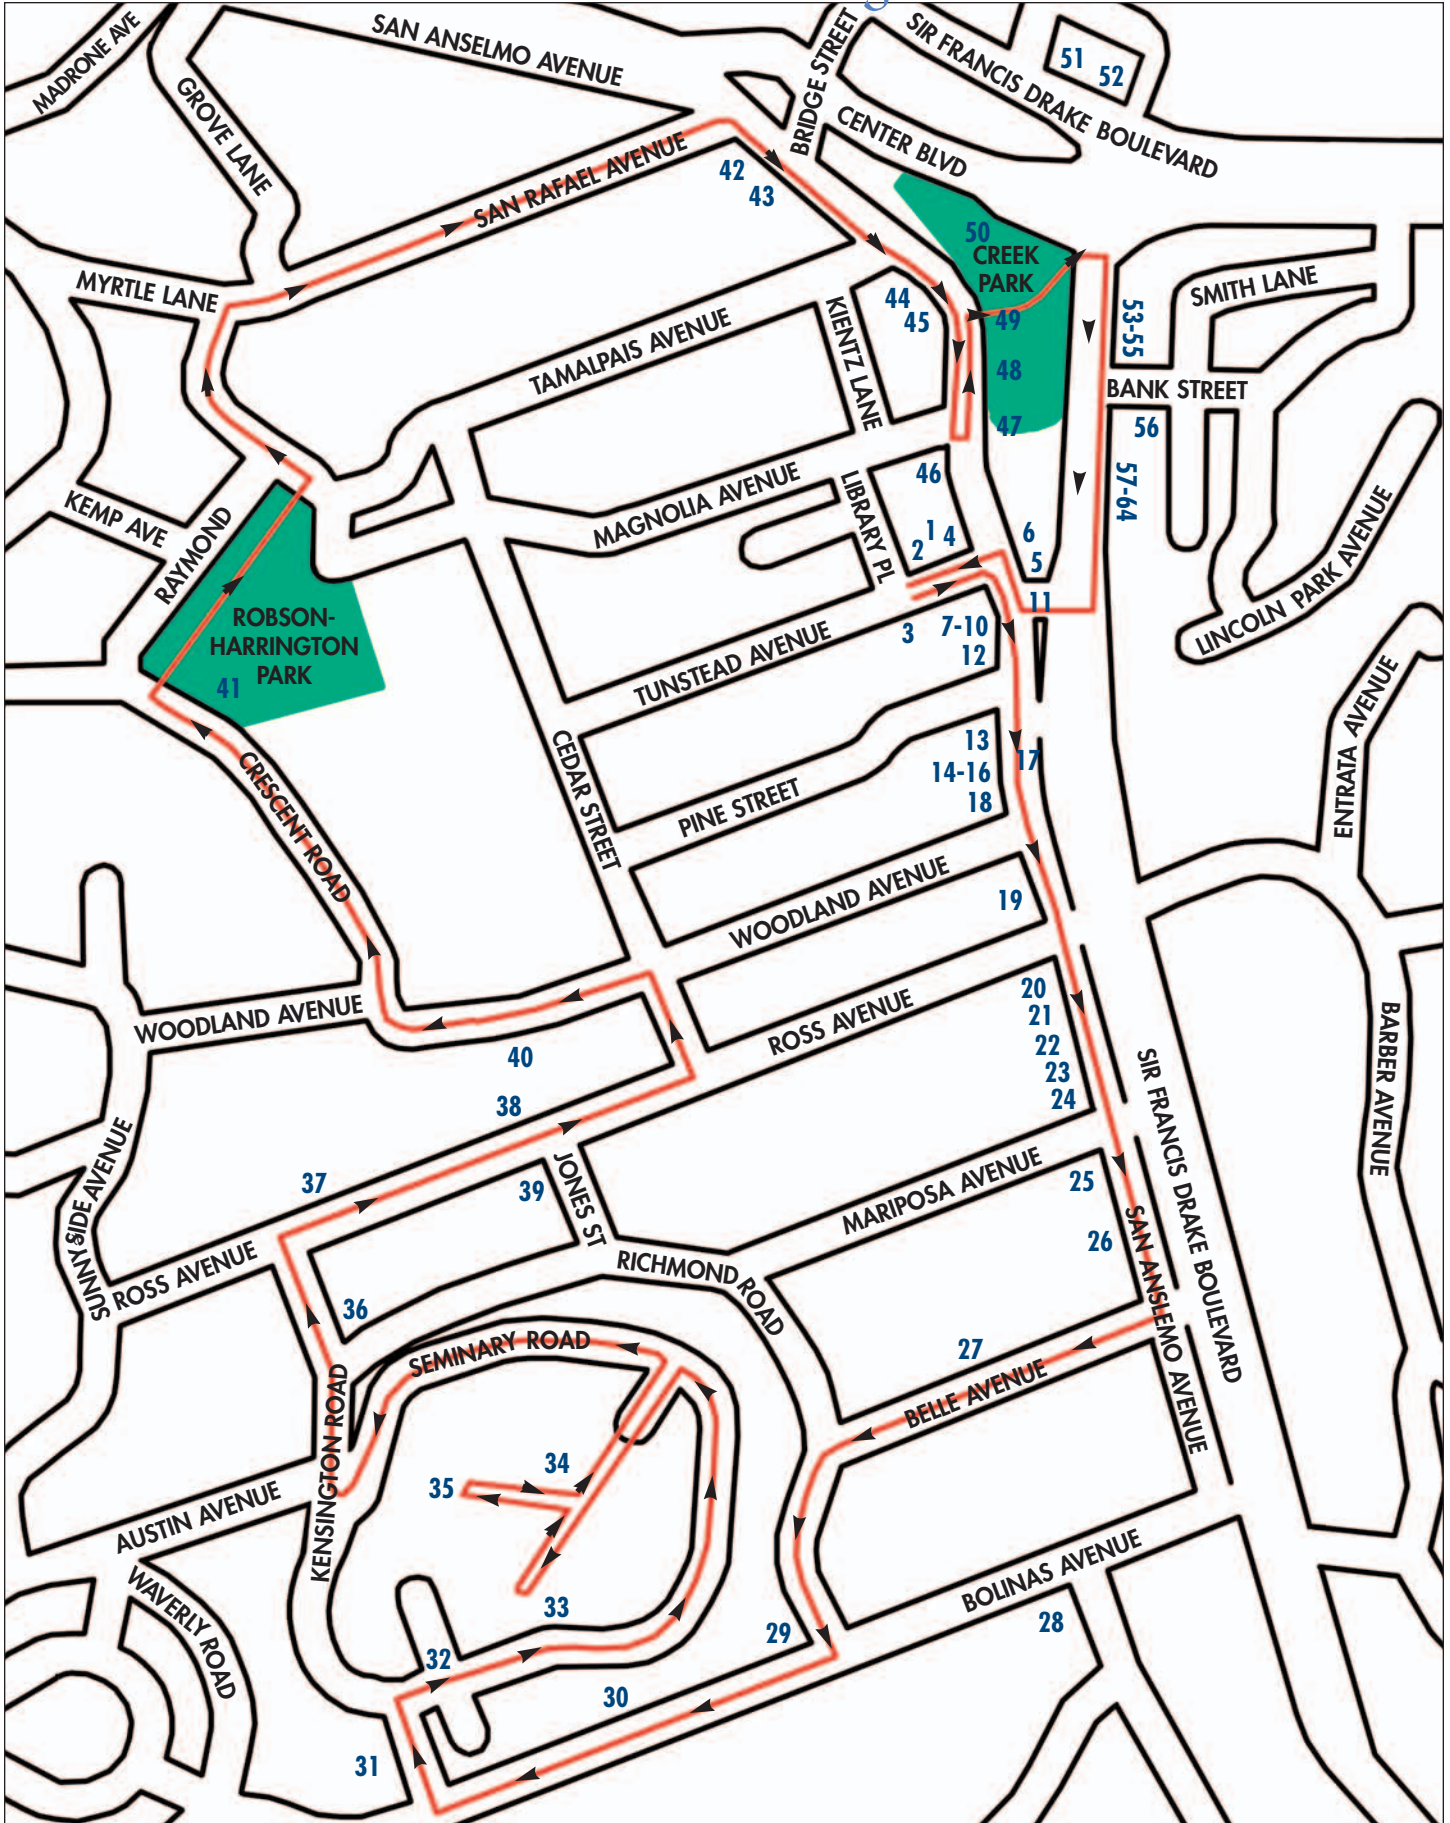 MADRONE AVE
SAN ANSELMO AVENUE
BRIDGE STREET
SIR FRANCIS DRAKE BOULEVARD
51
52
GROVE LANE
CENTER BLVD
SAN RAFAEL AVENUE
42
43
50
CREEK
PARK
MYRTLE LANE
SMITH LANE
44
45
49
53-55
KIENTZ LANE
TAMALPAIS AVENUE
48
BANK STREET
47
56
46
57-64
MAGNOLIA AVENUE
LIBRARY PL
KEMP AVE
RAYMOND
1
2
4
6
5
LINCOLN PARK AVENUE
11
ROBSON-
HARRINGTON
PARK
41
3
7-10
12
TUNSTEAD AVENUE
ENTRATA AVENUE
CEDAR STREET
13
14-16
17
18
PINE STREET
CRESCENT ROAD
WOODLAND AVENUE
19
WOODLAND AVENUE
ROSS AVENUE
20
21
22
23
24
BARBER AVENUE
40
38
SIR FRANCIS DRAKE BOULEVARD
SUNNYSIDE AVENUE
37
39
JONES ST
MARIPOSA AVENUE
25
26
SAN ANSLEMO AVENUE
ROSS AVENUE
RICHMOND ROAD
36
SEMINARY ROAD
27
BELLE AVENUE
KENSINGTON ROAD
34
35
AUSTIN AVENUE
WAVERLY ROAD
33
BOLINAS AVENUE
28
29
32
30
31